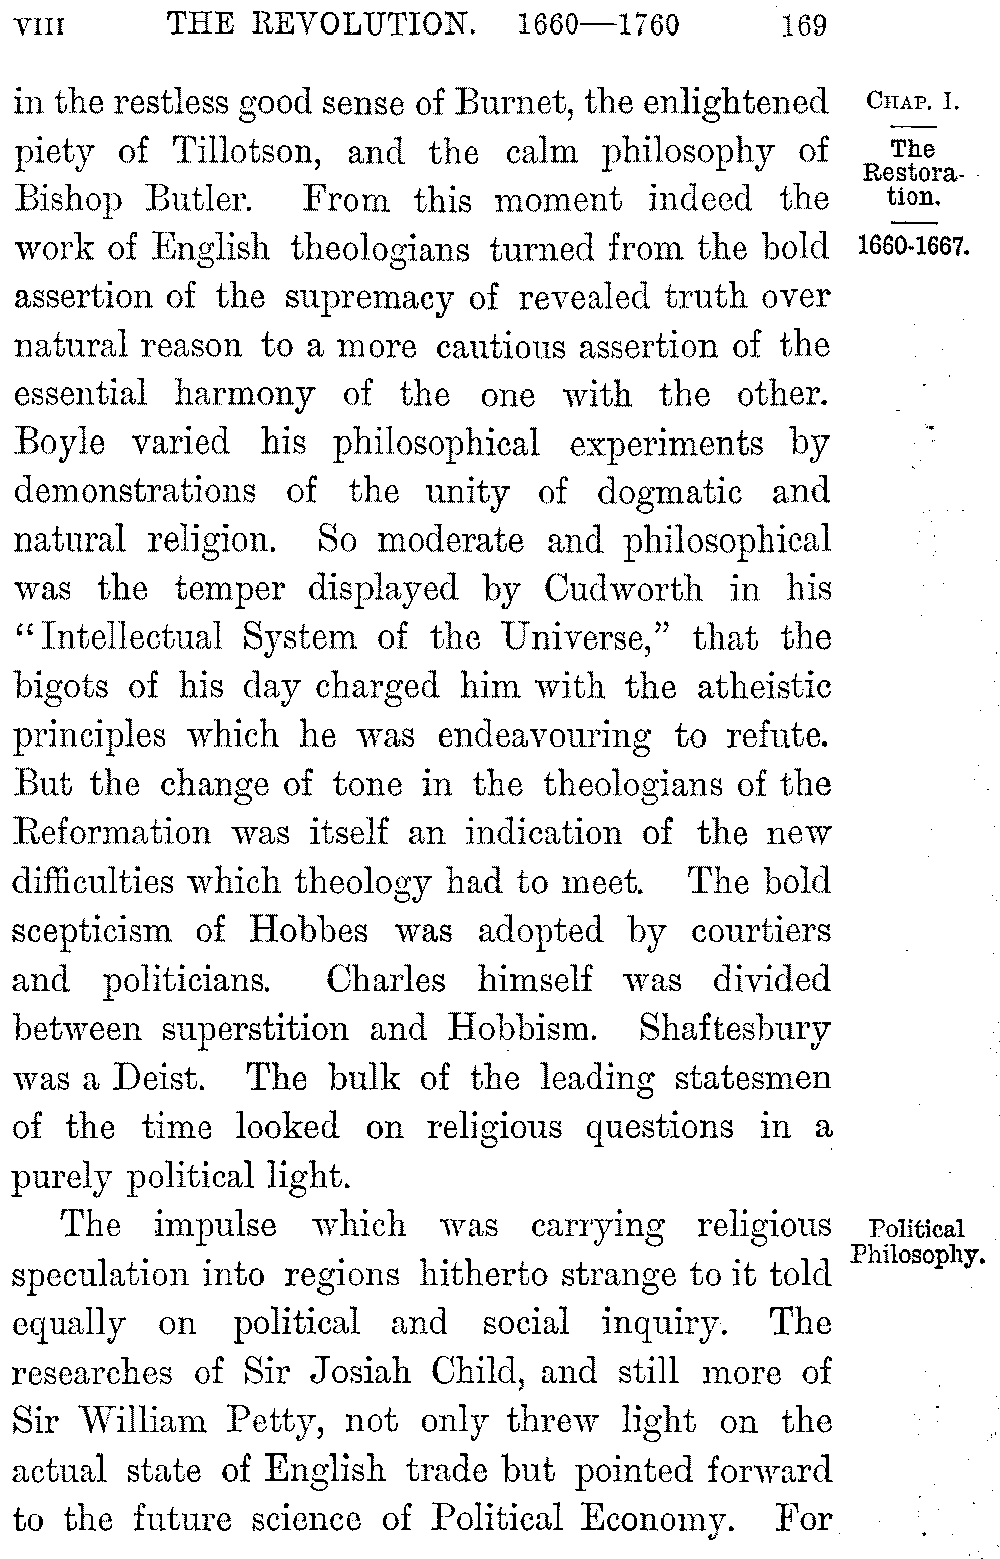 VIII THE REVOLUTION. 1660—1760 169
in the restless good sense of Burnet, the enlightened
piety of Tillotson, and the calm philosophy of
Bishop Butler. From this moment indeed the
work of English theologians turned from the bold
assertion of the supremacy of revealed truth over
natural reason to a more cautious assertion of the
essential harmony of the one with the other.
Boyle varied his philosophical experiments by
demonstrations of the unity of dogmatic and
natural religion. So moderate and philosophical
was the temper displayed by Cudworth in his
“Intellectual System of the Universe,” that the
bigots of his day charged him with the atheistic
principles which he was endeavouring to refute.
But the change of tone in the theologians of the
Reformation was itself an indication of the new
difficulties which theology had to meet. The bold
scepticism of Hobbes was adopted by courtiers
and politicians. Charles himself was divided
between superstition and Hobbism. Shaftesbury
was a Deist. The bulk of the leading statesmen
of the time looked on religious questions in a
purely political light.
The impulse which was carrying religious
speculation into regions hitherto strange to it told
equally on political and social inquiry. The
researches of Sir Josiah Child, and still more of
Sir William Petty, not only threw light on the
actual state of English trade but pointed forward
to the future science of Political Economy. For
CHAP. I.
The
Restora-
tion.
1660-1667.
Political
Philosophy.